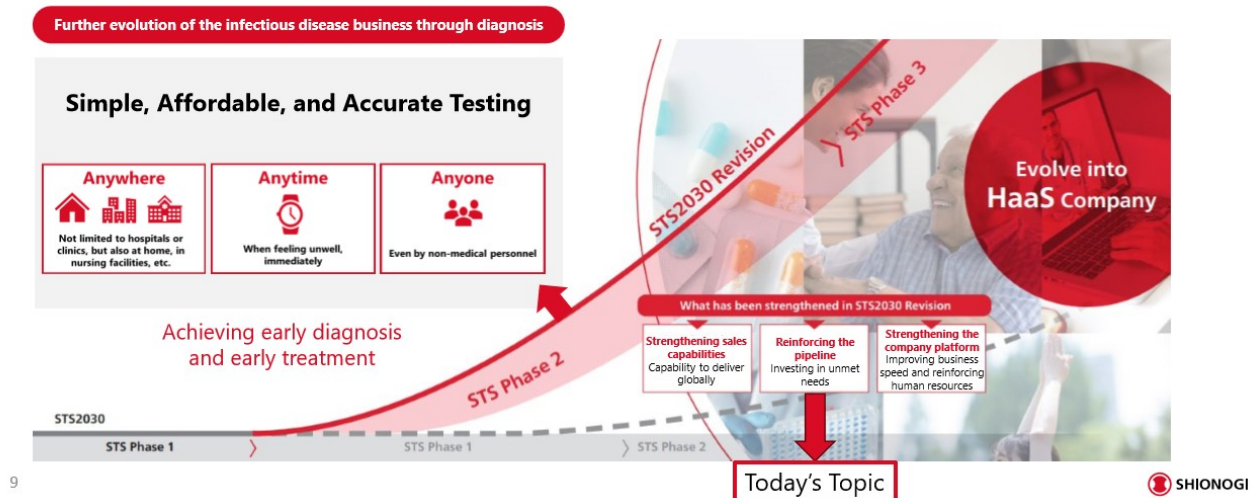 Further evolution of the infectious disease business through diagnosis
Simple, Affordable, and Accurate Testing
Anywhere
Not limited to hospitals or
clinics, but also at home, in
nursing facilities, etc.
Anytime
When feeling unwell,
immediately
Anyone
Even by non-medical personnel
Achieving early diagnosis
and early treatment
STS2030 Revision
STS Phase 3
STS Phase 2
Evolve into
HaaS Company
What has been strengthened in STS2030 Revision
Strengthening sales
capabilities
Capability to deliver
globally
Reinforcing the
pipeline
Investing in unmet
needs
Strengthening the
company platform
Improving business
speed and reinforcing
human resources
STS2030
STS Phase 1
STS Phase 1
STS Phase 2
Today's Topic
9
SHIONOGI